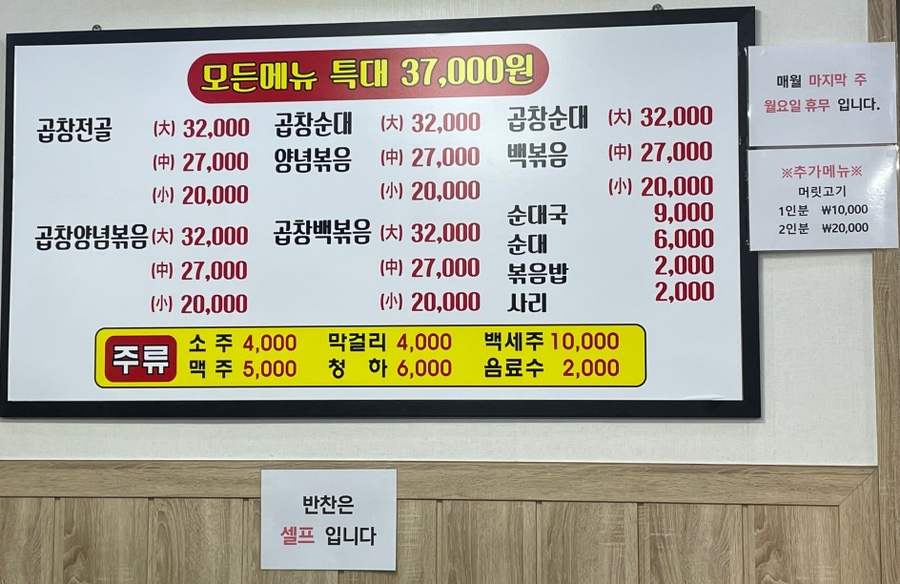 모든메뉴 특대 37,000원
곱창전골 (大) 32,000
(中) 27,000
(小) 20,000
곱창양념볶음 (大) 32,000
(中) 27,000
(小) 20,000
곱창순대 (大) 32,000
양념볶음 (中) 27,000
(小) 20,000
곱창백볶음 (大) 32,000
(中) 27,000
(小) 20,000
곱창순대 (大) 32,000
백볶음 (中) 27,000
(小) 20,000
순대국 9,000
순대 6,000
볶음밥 2,000
사리 2,000
주류
소주 4,000 막걸리 4,000 백세주 10,000
맥주 5,000 청하 6,000 음료수 2,000
매월 마지막 주
월요일 휴무 입니다.
※추가메뉴※
머릿고기
1인분 ₩10,000
2인분 ₩20,000
반찬은
셀프 입니다